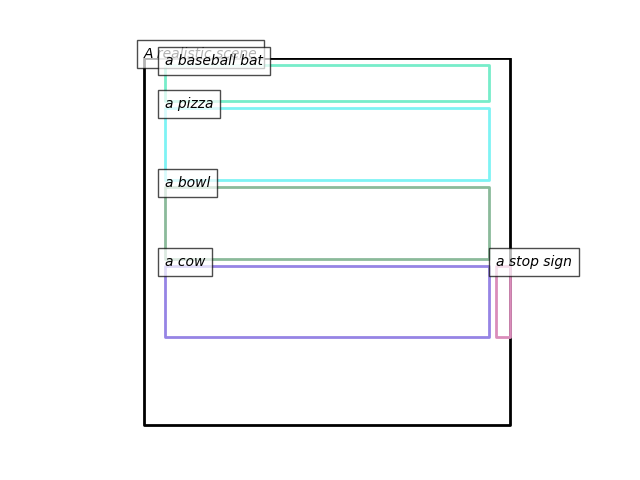 A realistic scene
a baseball bat
a pizza
a bowl
a cow
a stop sign